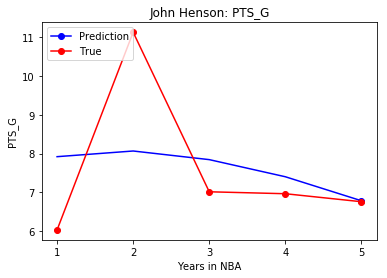 John Henson: PTS_G
Prediction
True
11
10
9
8
7
6
PTS_G
1 2 3 4 5
Years in NBA